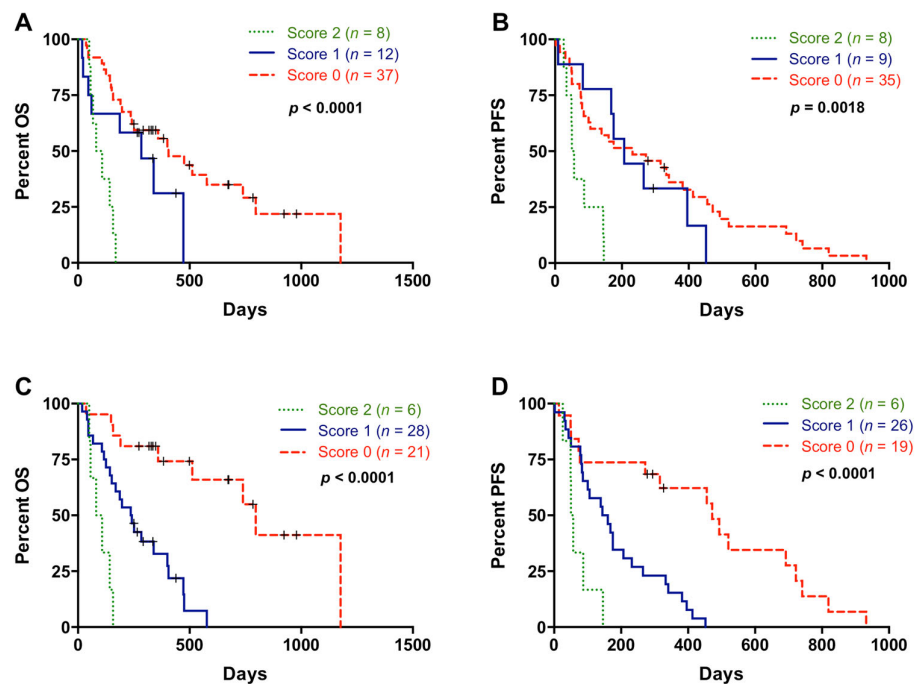 A
Percent OS
100
75
50
25
0
0 500 1000 1500
Days
Score 2 (n = 8)
Score 1 (n = 12)
Score 0 (n = 37)
p < 0.0001
B
Percent PFS
100
75
50
25
0
0 200 400 600 800 1000
Days
Score 2 (n = 8)
Score 1 (n = 9)
Score 0 (n = 35)
p = 0.0018
C
Percent OS
100
75
50
25
0
0 500 1000 1500
Days
Score 2 (n = 6)
Score 1 (n = 28)
Score 0 (n = 21)
p < 0.0001
D
Percent PFS
100
75
50
25
0
0 200 400 600 800 1000
Days
Score 2 (n = 6)
Score 1 (n = 26)
Score 0 (n = 19)
p < 0.0001